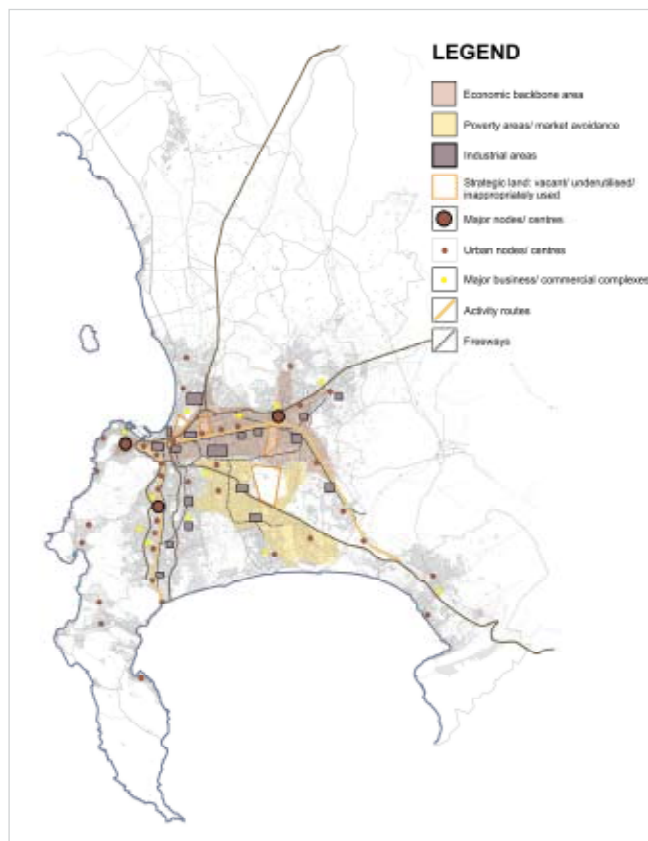 LEGEND
Economic backbone area
Poverty areas/ market avoidance
Industrial areas
Strategic land: vacant/ underutilised/
inappropriately used
Major nodes/ centres
Urban nodes/ centres
Major business/ commercial complexes
Activity routes
Freeways